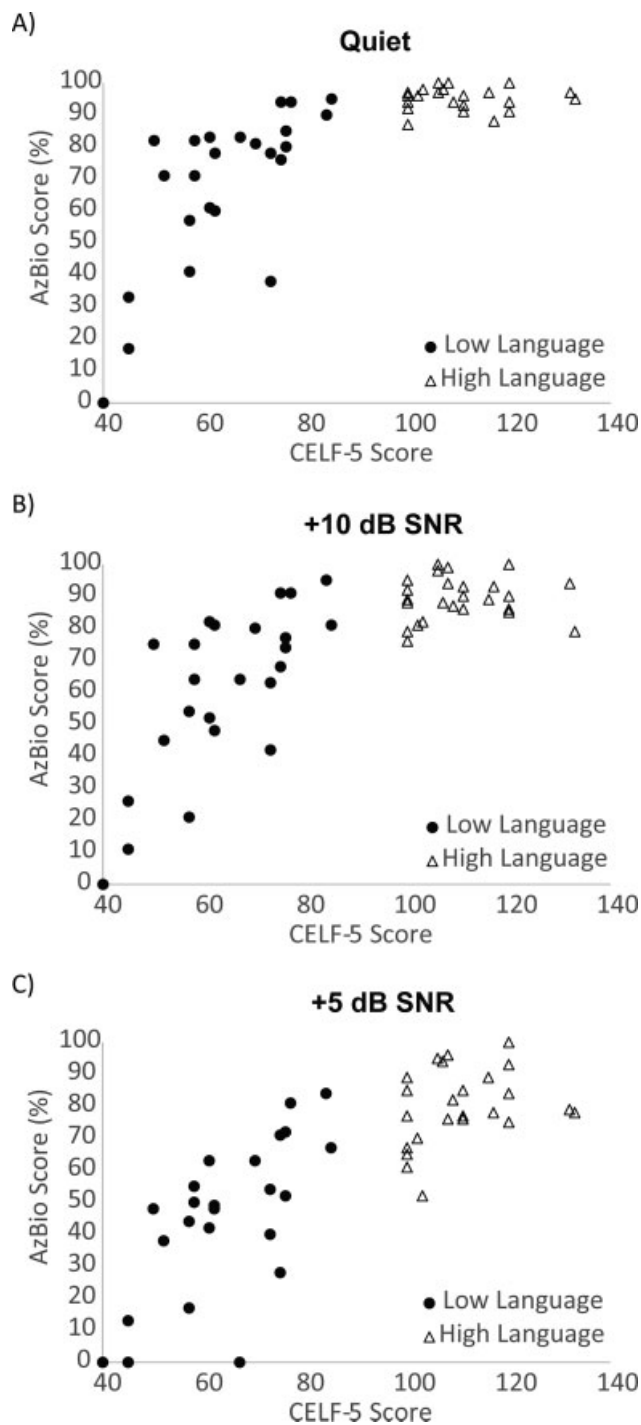 A)
Quiet
AzBio Score (%)
100
90
80
70
60
50
40
30
20
10
0
Low Language
High Language
40 60 80 100 120 140
CELF-5 Score
B)
+10 dB SNR
AzBio Score (%)
100
90
80
70
60
50
40
30
20
10
0
Low Language
High Language
40 60 80 100 120 140
CELF-5 Score
C)
+5 dB SNR
AzBio Score (%)
100
90
80
70
60
50
40
30
20
10
0
Low Language
High Language
40 60 80 100 120 140
CELF-5 Score